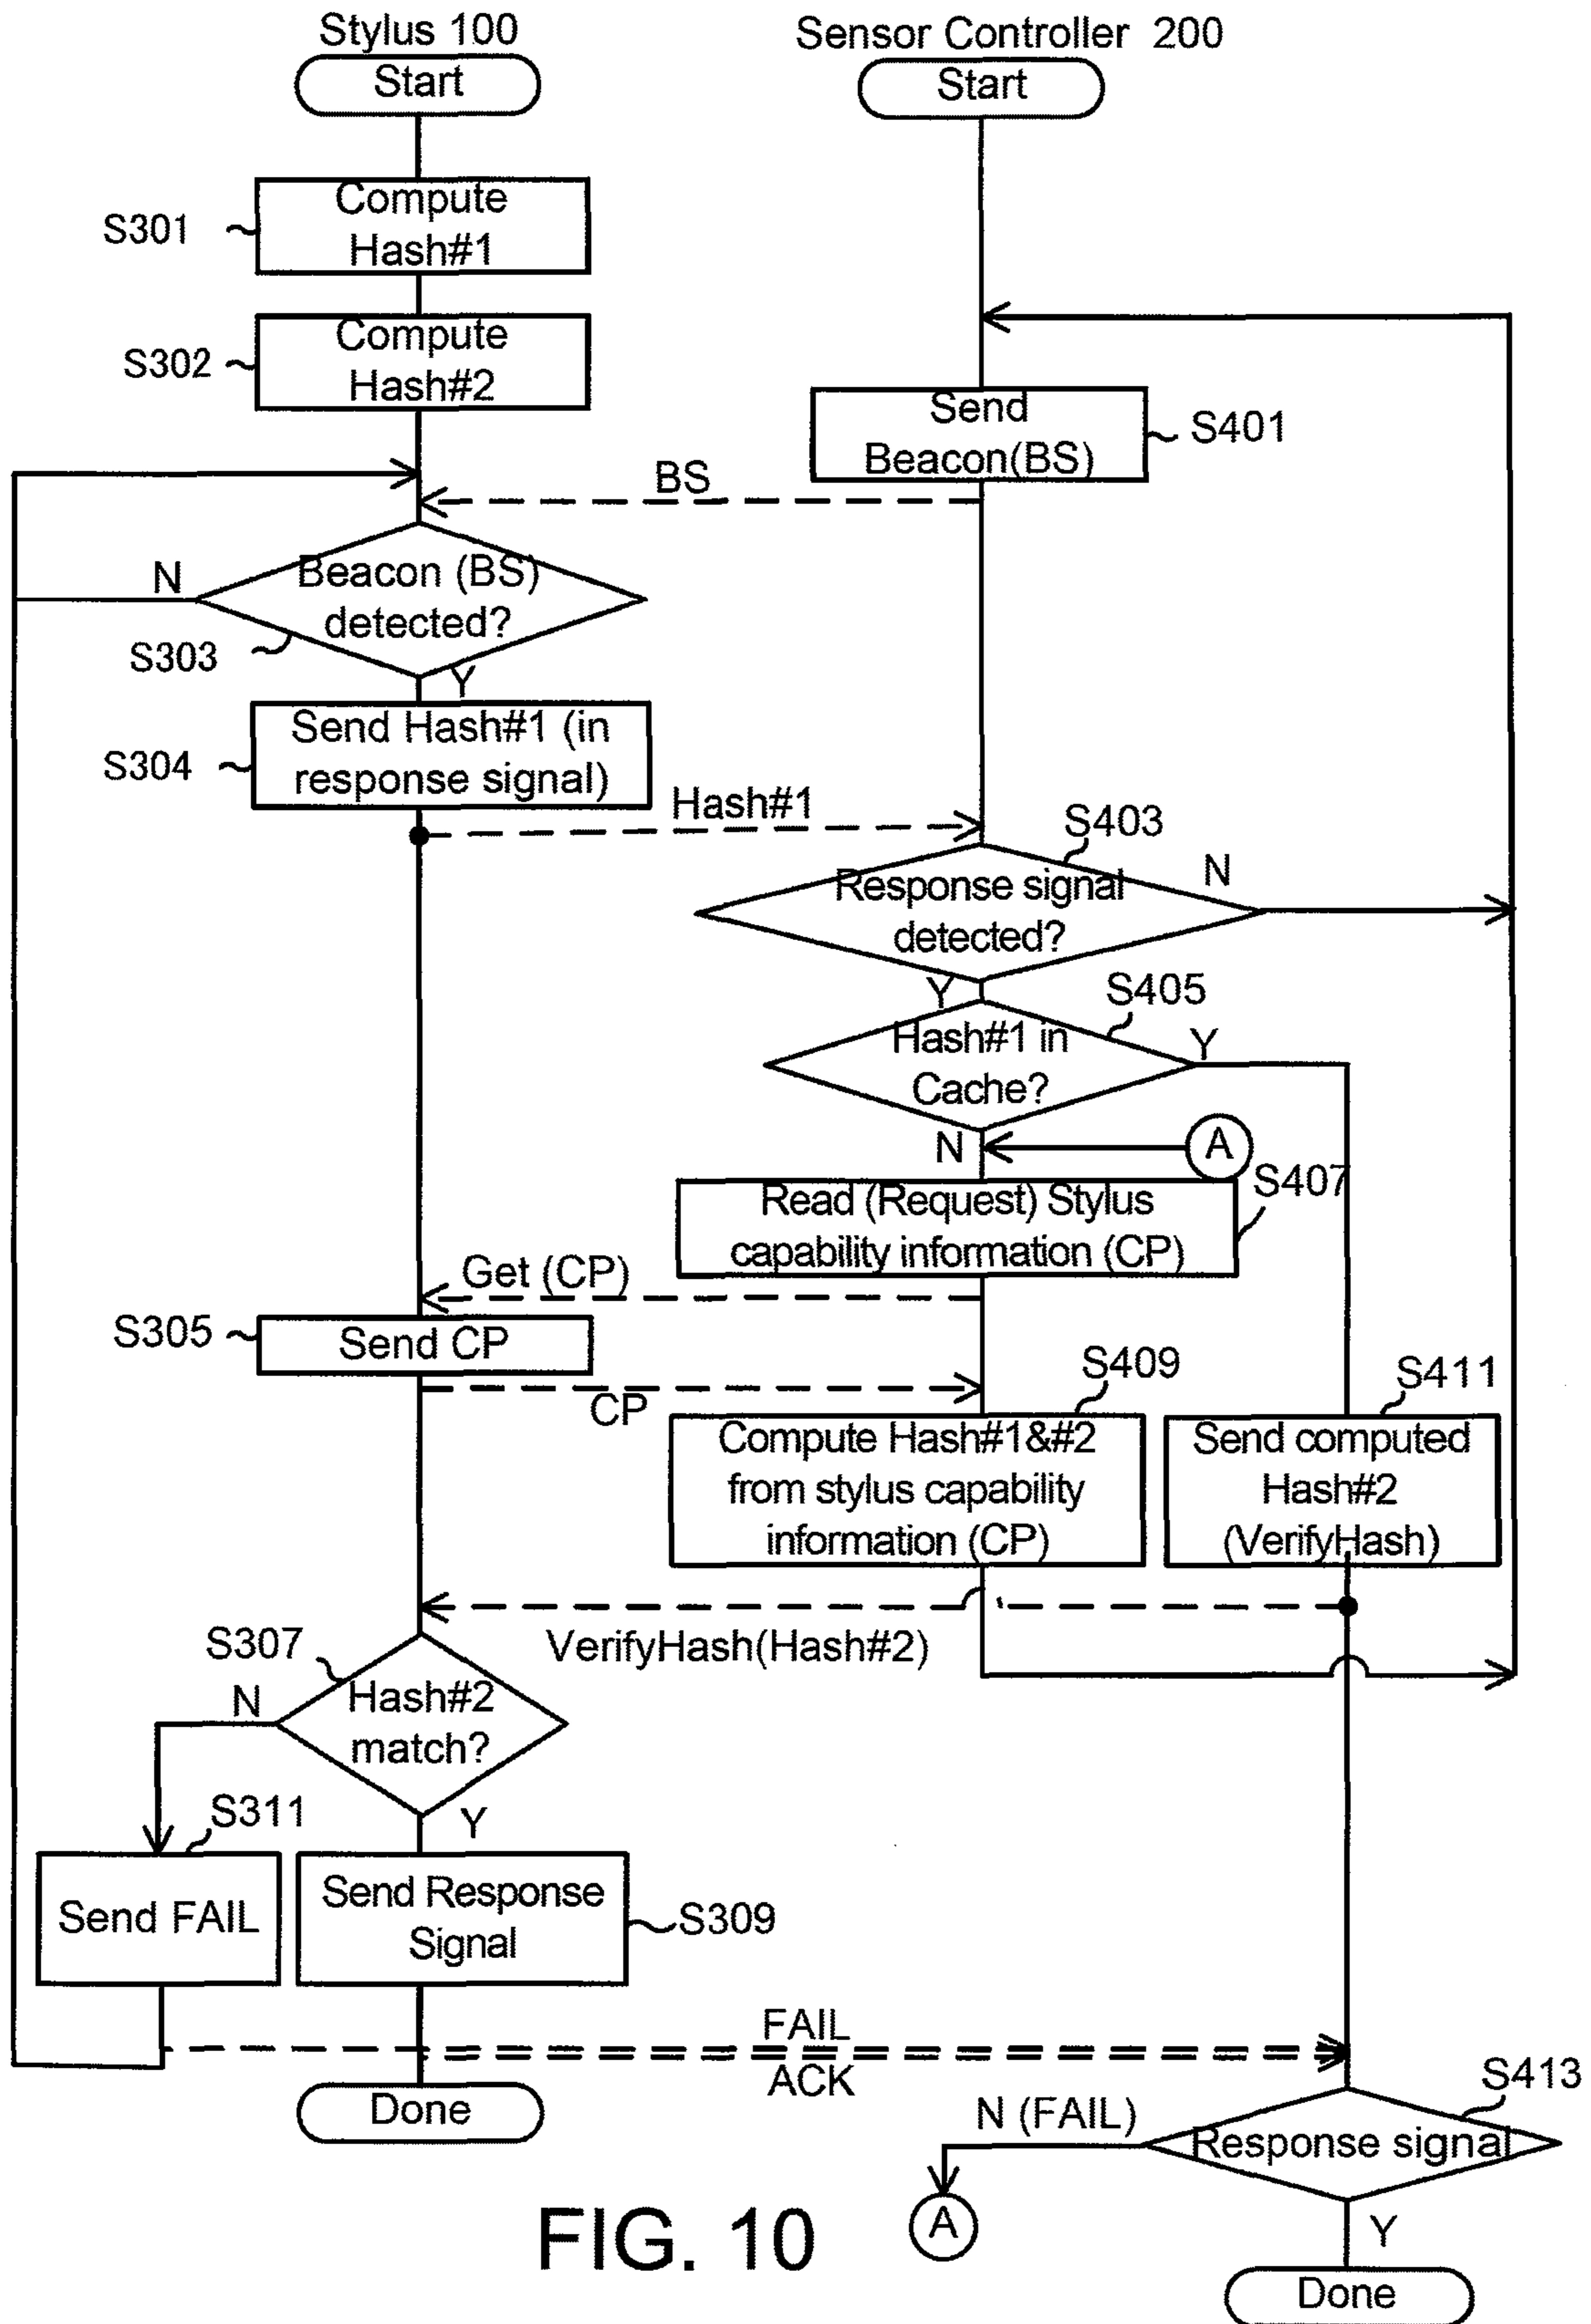 Stylus 100
Sensor Controller 200
Start
Start
Compute
Hash#1
S301
Compute
Hash#2
S302
Send
Beacon(BS)
S401
BS
Beacon (BS)
detected?
N
S303
Y
Send Hash#1 (in
response signal)
S304
Hash#1
S403
Response signal
detected?
N
Y
S405
Hash#1 in
Cache?
Y
N
A
S407
Read (Request) Stylus
capability information (CP)
Get (CP)
S305
Send CP
CP
S409
Compute Hash#1&#2
from stylus capability
information (CP)
S411
Send computed
Hash#2
(VerifyHash)
VerifyHash(Hash#2)
S307
Hash#2
match?
N
Y
S311
Send FAIL
Send Response
Signal
S309
FAIL
ACK
Done
S413
N (FAIL)
Response signal
A
Y
Done
FIG. 10